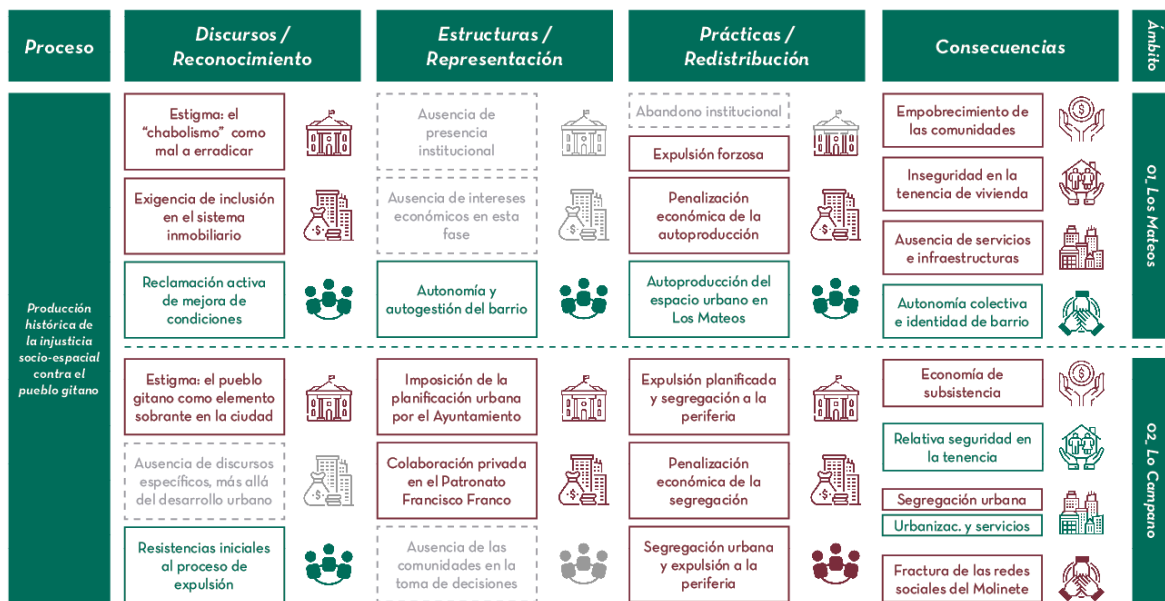 Proceso
Discursos /
Reconocimiento
Estructuras /
Representación
Prácticas /
Redistribución
Consecuencias
Ámbito
Producción
histórica de
la injusticia
socio-espacial
contra el
pueblo gitano
Estigma: el
“chabolismo” como
mal a erradicar
Ausencia de
presencia
institucional
Abandono institucional
Expulsión forzosa
Empobrecimiento de
las comunidades
Exigencia de inclusión
en el sistema
inmobiliario
Ausencia de intereses
económicos en esta
fase
Penalización
económica de la
autoproducción
Inseguridad en la
tenencia de vivienda
Ausencia de servicios
e infraestructuras
Reclamación activa
de mejora de
condiciones
Autonomía y
autogestión del barrio
Autoproducción del
espacio urbano en
Los Mateos
Autonomía colectiva
e identidad de barrio
01_Los Mateos
Estigma: el pueblo
gitano como elemento
sobrante en la ciudad
Imposición de la
planificación urbana
por el Ayuntamiento
Expulsión planificada
y segregación a la
periferia
Economía de
subsistencia
Ausencia de discursos
específicos, más allá
del desarrollo urbano
Colaboración privada
en el Patronato
Francisco Franco
Penalización
económica de la
segregación
Relativa seguridad en
la tenencia
Segregación urbana
Urbanizac. y servicios
Resistencias iniciales
al proceso de
expulsión
Ausencia de las
comunidades en la
toma de decisiones
Segregación urbana
y expulsión a la
periferia
Fractura de las redes
sociales del Molinete
02_Lo Campano